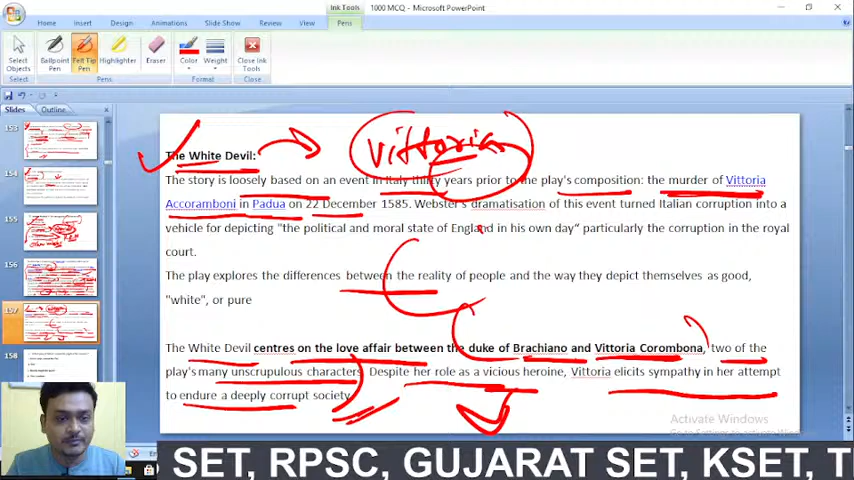 Ink Tools
1000 MCQ - Microsoft PowerPoint
Home Insert Design Animations Slide Show Review View Pens
Select Objects
Ballpoint Pen
Felt Tip Pen
Highlighter
Eraser
Color
Weight
Close Ink Tools
Select Pens Format Close
Slides Outline
153
154
155
156
157
158
Vittoria
The White Devil:
The story is loosely based on an event in Italy thirty years prior to the play's composition: the murder of Vittoria
Accoramboni in Padua on 22 December 1585. Webster's dramatisation of this event turned Italian corruption into a
vehicle for depicting "the political and moral state of England in his own day" particularly the corruption in the royal
court.
The play explores the differences between the reality of people and the way they depict themselves as good,
"white", or pure
The White Devil centres on the love affair between the duke of Brachiano and Vittoria Corombona, two of the
play's many unscrupulous characters. Despite her role as a vicious heroine, Vittoria elicits sympathy in her attempt
to endure a deeply corrupt society.
Activate Windows
Go to Settings to activate Windows.
SET, RPSC, GUJARAT SET, KSET, T